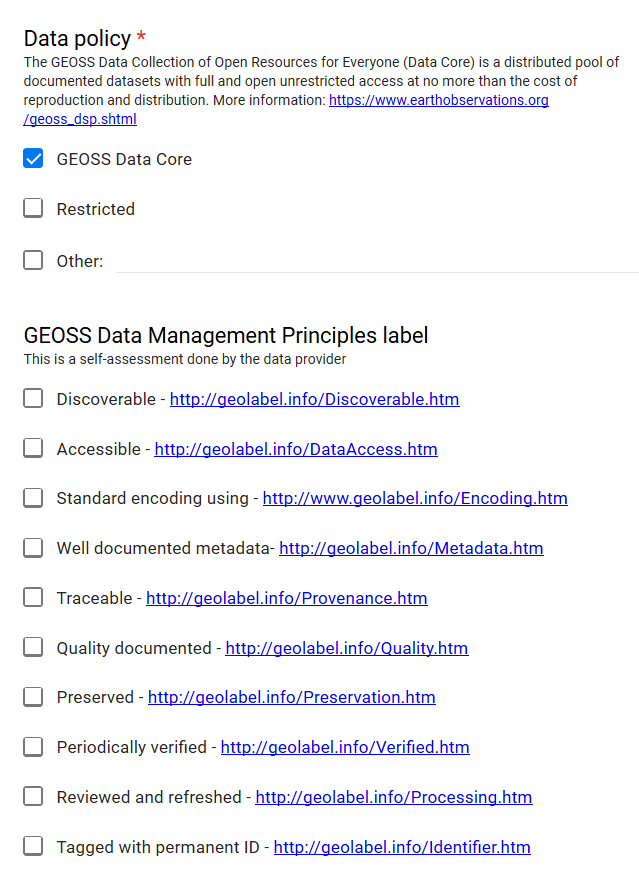 Data policy *
The GEOSS Data Collection of Open Resources for Everyone (Data Core) is a distributed pool of
documented datasets with full and open unrestricted access at no more than the cost of
reproduction and distribution. More information: https://www.earthobservations.org
/geoss_dsp.shtml
GEOSS Data Core
Restricted
Other:
GEOSS Data Management Principles label
This is a self-assessment done by the data provider
Discoverable - http://geolabel.info/Discoverable.htm
Accessible - http://geolabel.info/DataAccess.htm
Standard encoding using - http://www.geolabel.info/Encoding.htm
Well documented metadata- http://geolabel.info/Metadata.htm
Traceable - http://geolabel.info/Provenance.htm
Quality documented - http://geolabel.info/Quality.htm
Preserved - http://geolabel.info/Preservation.htm
Periodically verified - http://geolabel.info/Verified.htm
Reviewed and refreshed - http://geolabel.info/Processing.htm
Tagged with permanent ID - http://geolabel.info/Identifier.htm